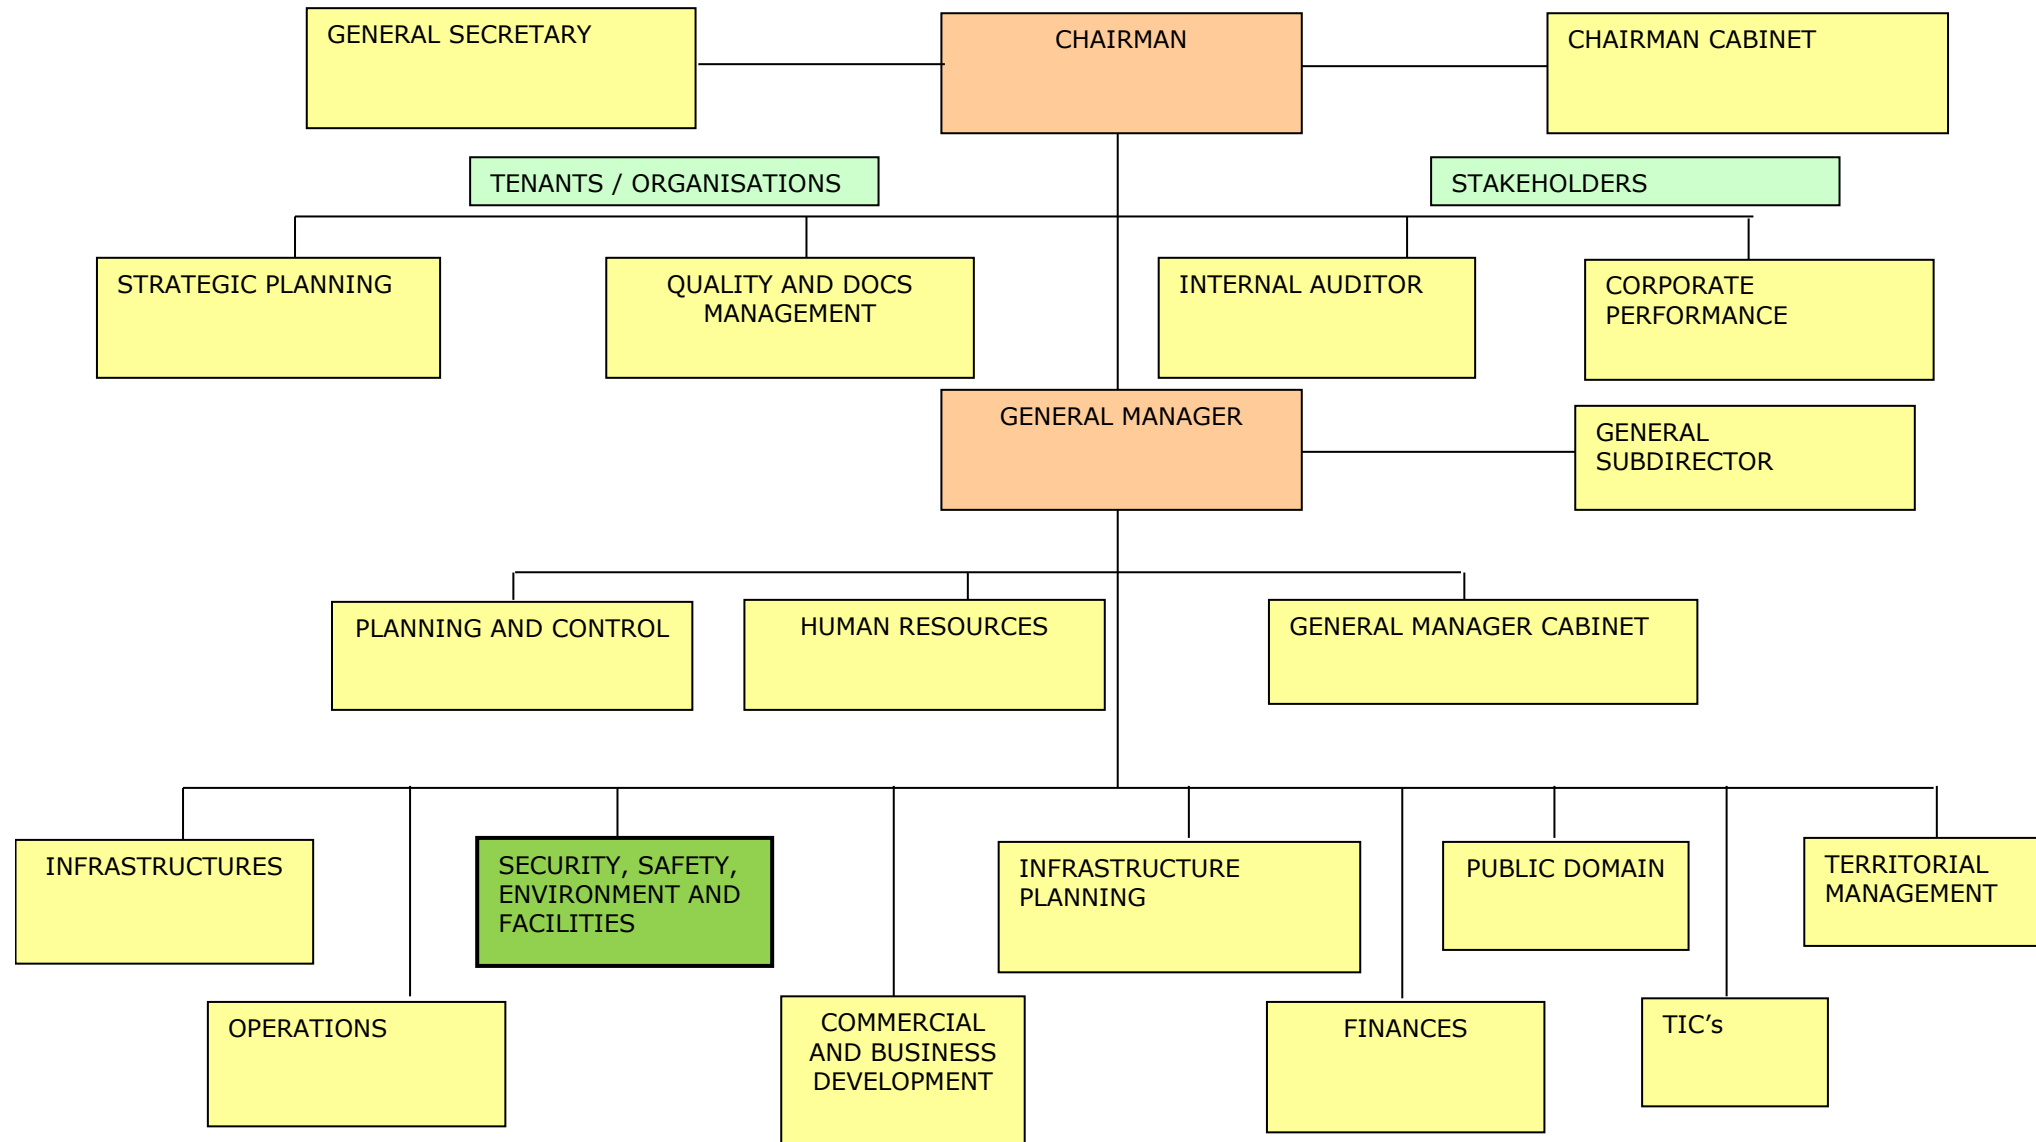 GENERAL SECRETARY
CHAIRMAN
CHAIRMAN CABINET
TENANTS / ORGANISATIONS
STAKEHOLDERS
STRATEGIC PLANNING
QUALITY AND DOCS
MANAGEMENT
INTERNAL AUDITOR
CORPORATE
PERFORMANCE
GENERAL MANAGER
GENERAL
SUBDIRECTOR
PLANNING AND CONTROL
HUMAN RESOURCES
GENERAL MANAGER CABINET
INFRASTRUCTURES
SECURITY, SAFETY,
ENVIRONMENT AND
FACILITIES
INFRASTRUCTURE
PLANNING
PUBLIC DOMAIN
TERRITORIAL
MANAGEMENT
OPERATIONS
COMMERCIAL
AND BUSINESS
DEVELOPMENT
FINANCES
TIC’s